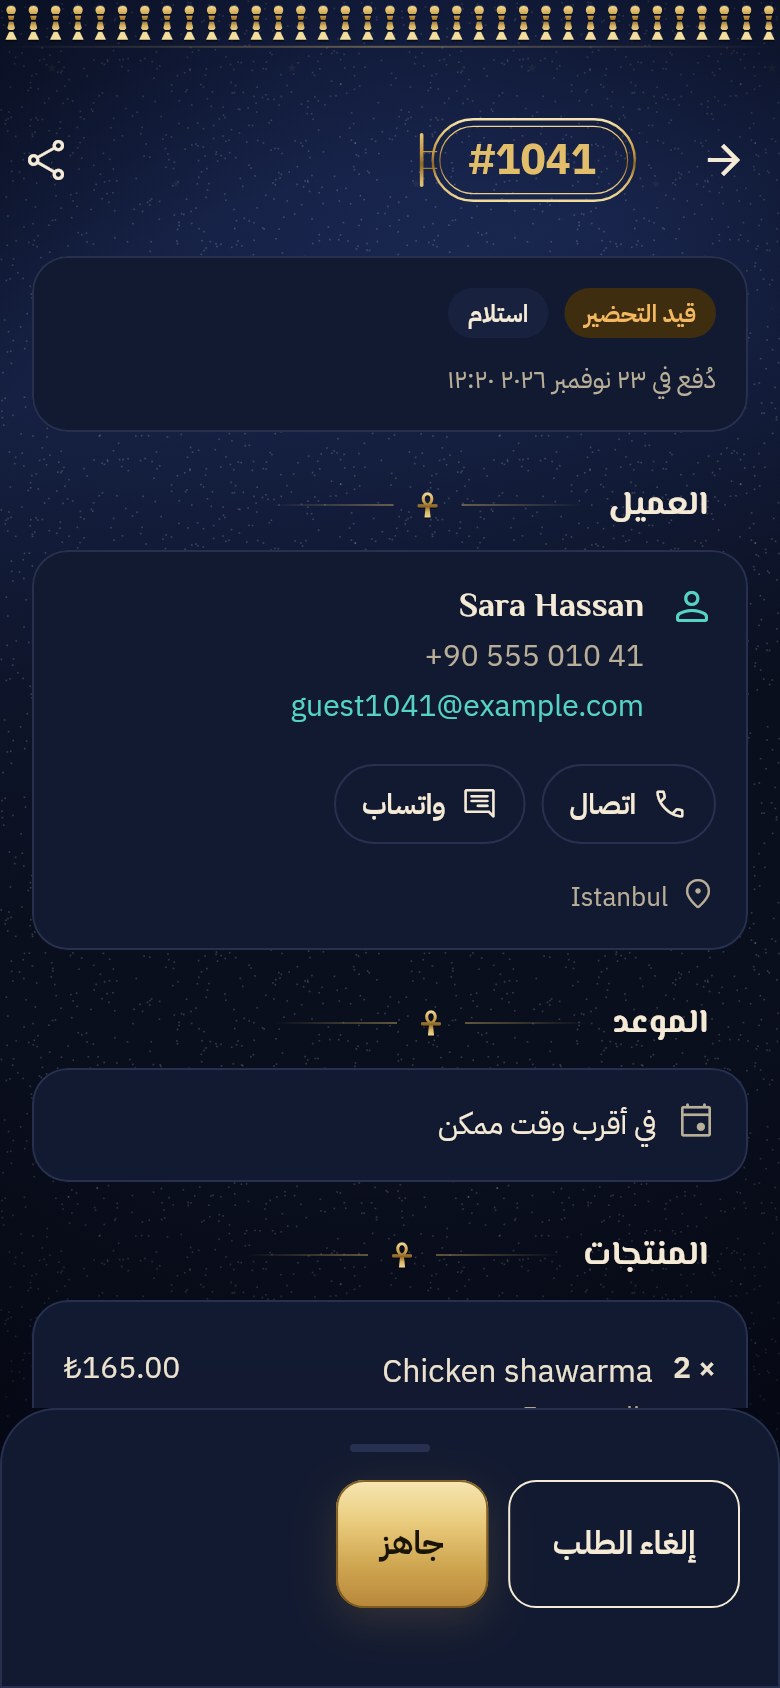 #1041
قيد التحضير
استلام
دُفع في ٢٣ نوفمبر ٢٠٢٦ ١٢:٢٠
العميل
Sara Hassan
+90 555 010 41
guest1041@example.com
اتصال
واتساب
Istanbul
الموعد
في أقرب وقت ممكن
المنتجات
2 × Chicken shawarma ₺165.00
إلغاء الطلب
جاهز